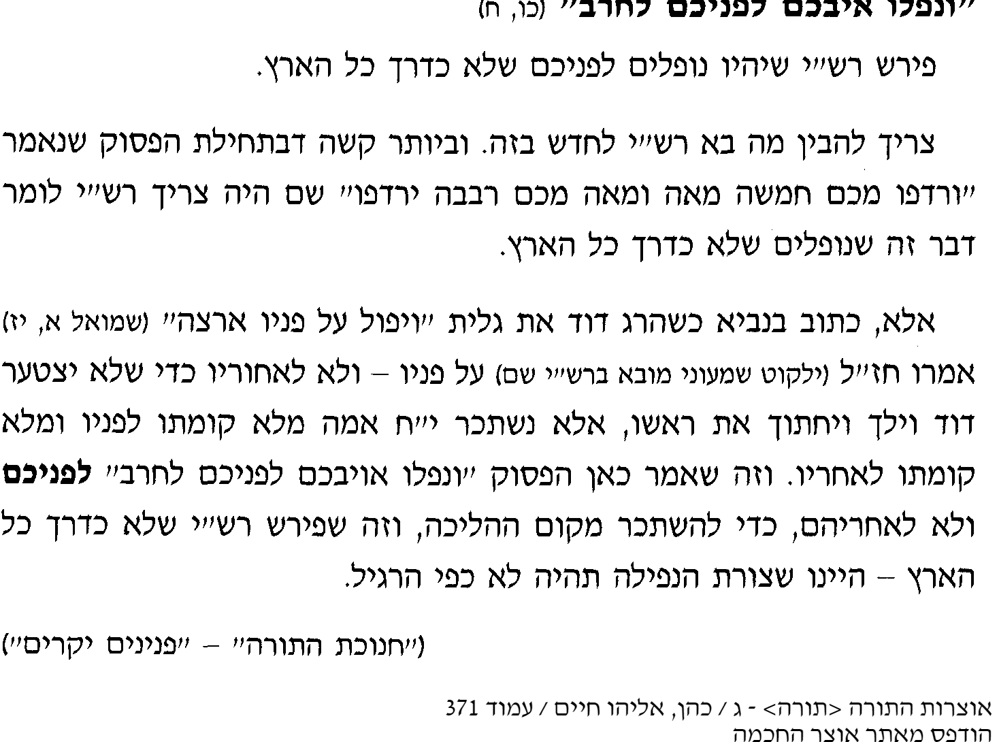 "ונפלו איבכם לפניכם לחרב" (כו, ח)
פירש רש"י שיהיו נופלים לפניכם שלא כדרך כל הארץ.
צריך להבין מה בא רש"י לחדש בזה. וביותר קשה דבתחילת הפסוק שנאמר
"ורדפו מכם חמשה מאה ומאה מכם רבבה ירדפו" שם היה צריך רש"י לומר
דבר זה שנופלים שלא כדרך כל הארץ.
אלא, כתוב בנביא כשהרג דוד את גלית "ויפול על פניו ארצה" (שמואל א, יז)
אמרו חז"ל (ילקוט שמעוני מובא ברש"י שם) על פניו – ולא לאחוריו כדי שלא יצטער
דוד וילך ויחתוך את ראשו, אלא נשתכר י"ח אמה מלא קומתו לפניו ומלא
קומתו לאחריו. וזה שאמר כאן הפסוק "ונפלו אויבכם לפניכם לחרב" לפניכם
ולא לאחריהם, כדי להשתכר מקום ההליכה, וזה שפירש רש"י שלא כדרך כל
הארץ – היינו שצורת הנפילה תהיה לא כפי הרגיל.
("חנוכת התורה" – "פנינים יקרים")
אוצרות התורה <תורה> - ג / כהן, אליהו חיים / עמוד 371
הודפס מאתר אוצר החכמה